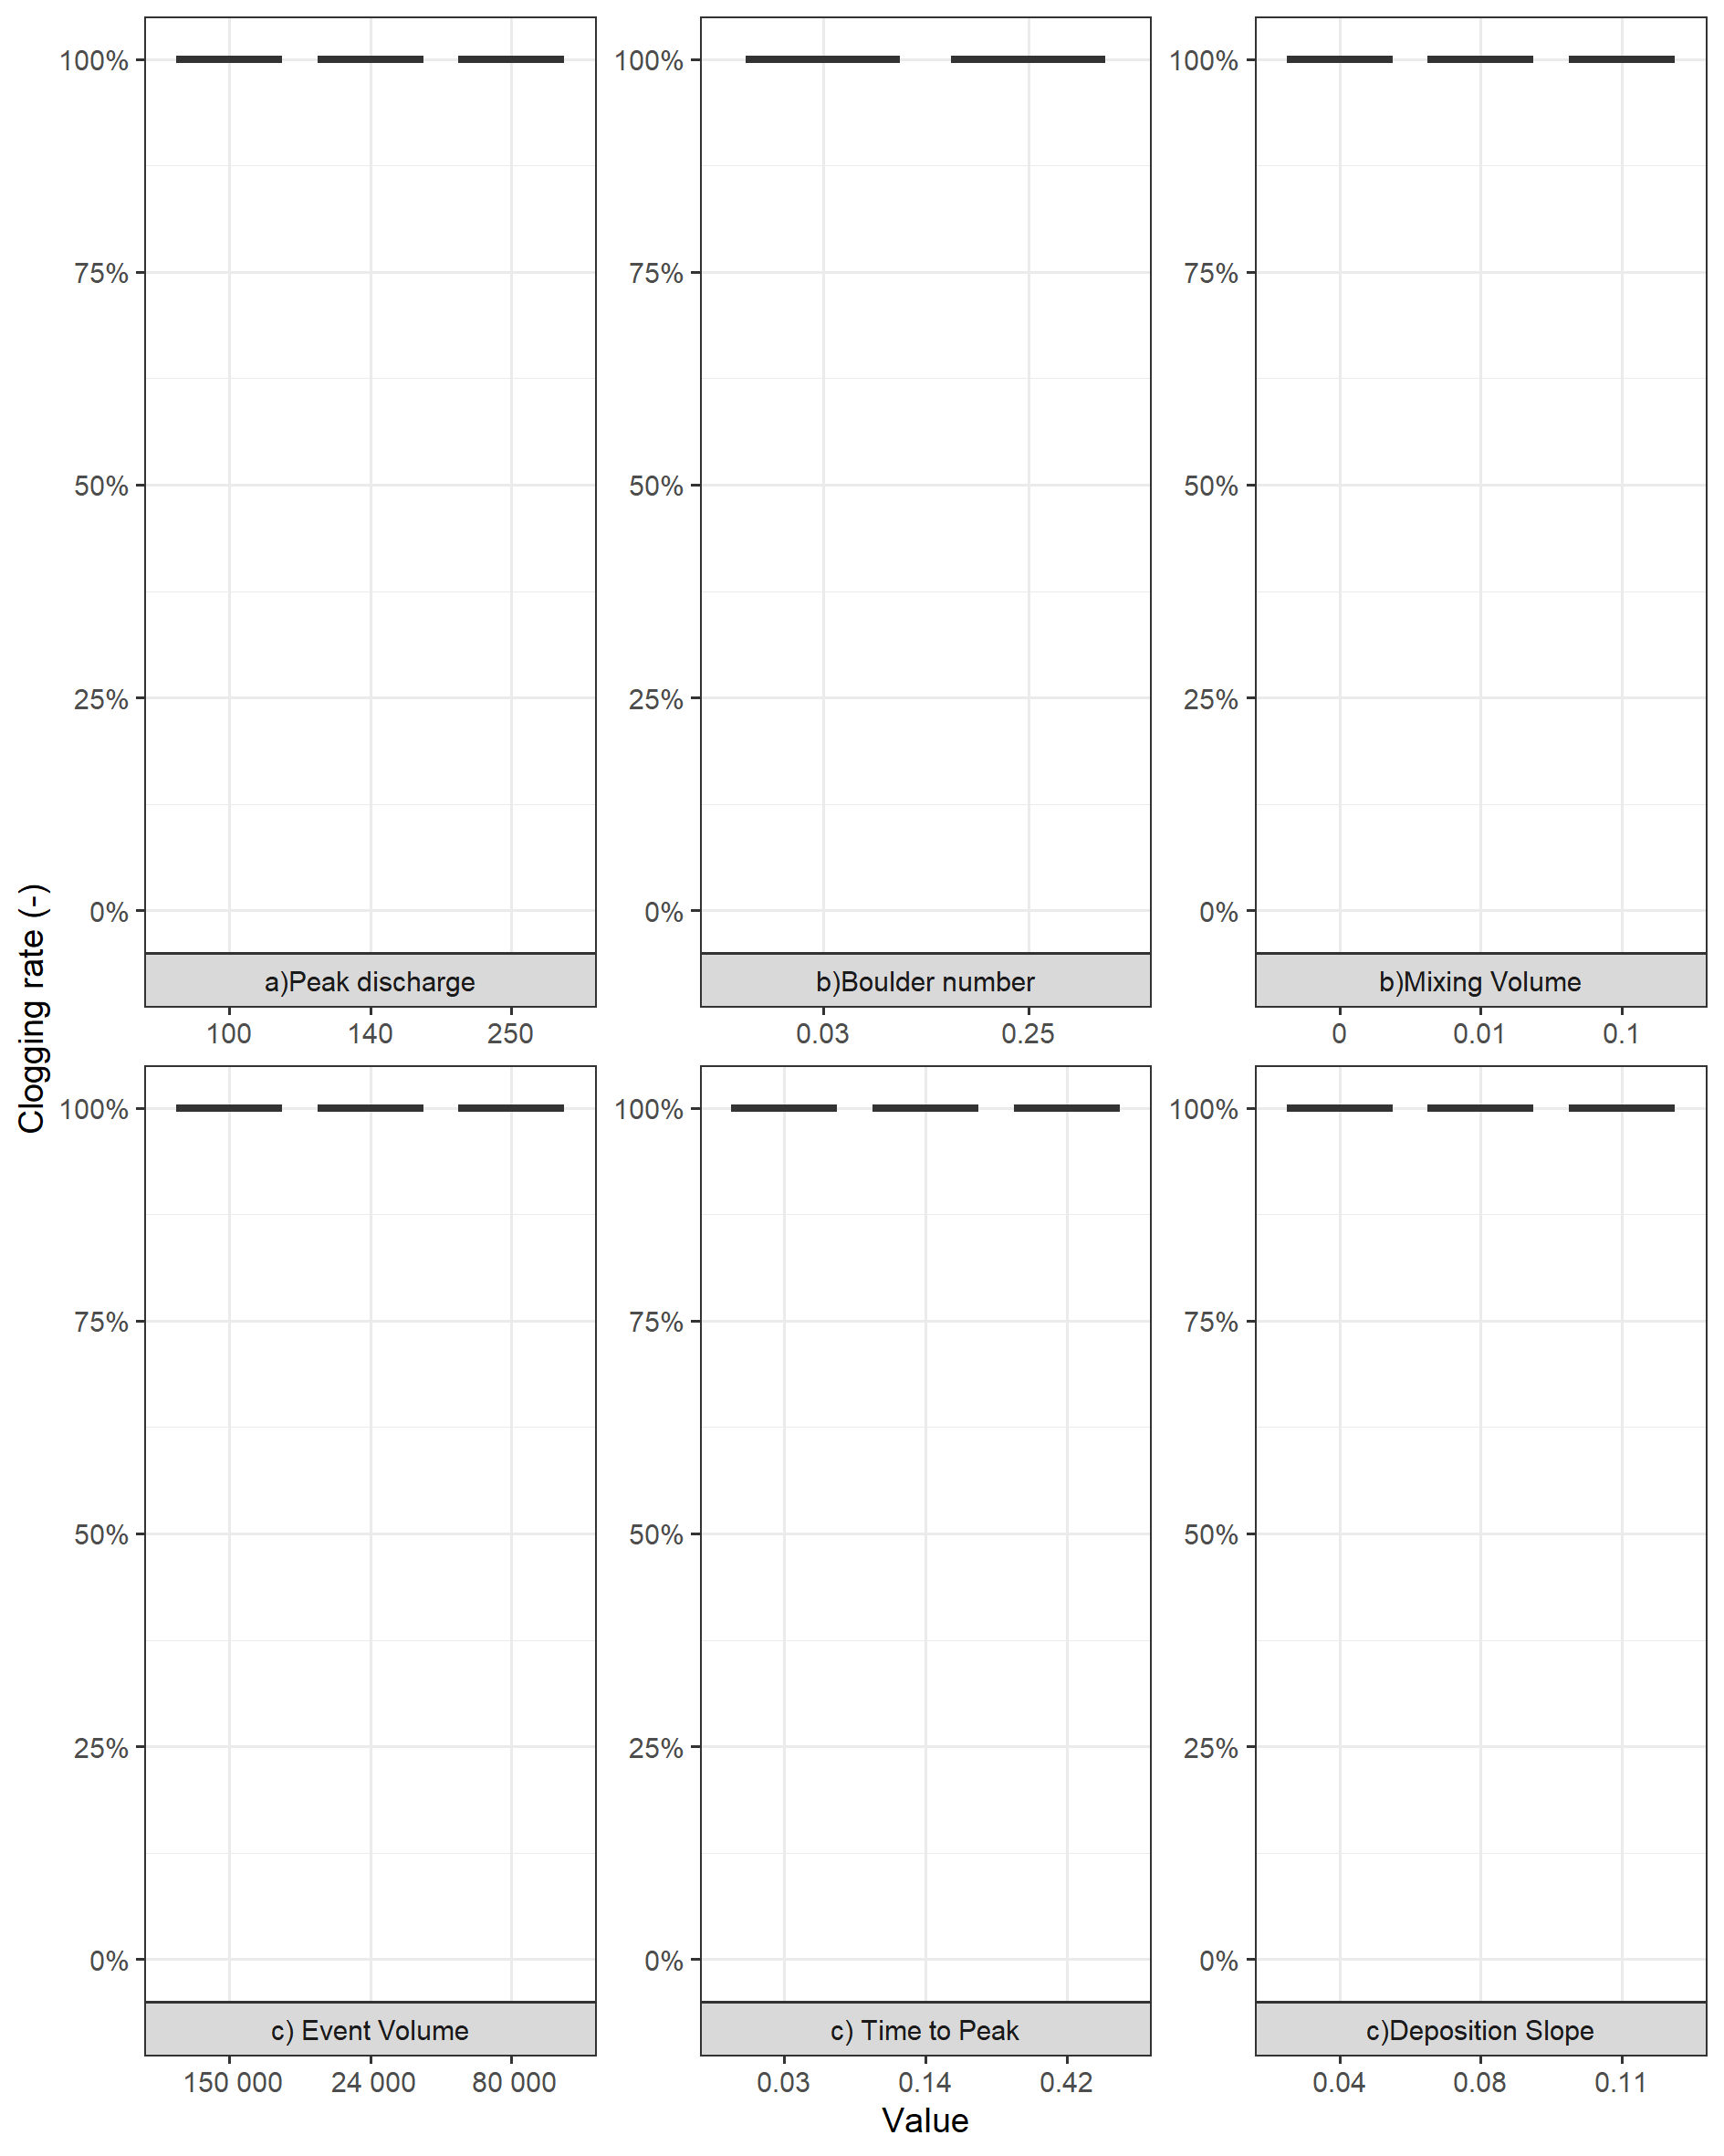 Clogging rate (-)
100% 100% 100%
75% 75% 75%
50% 50% 50%
25% 25% 25%
0% 0% 0%
a)Peak discharge b)Boulder number b)Mixing Volume
100 140 250 0.03 0.25 0 0.01 0.1
100% 100% 100%
75% 75% 75%
50% 50% 50%
25% 25% 25%
0% 0% 0%
c) Event Volume c) Time to Peak c)Deposition Slope
150 000 24 000 80 000 0.03 0.14 0.42 0.04 0.08 0.11
Value